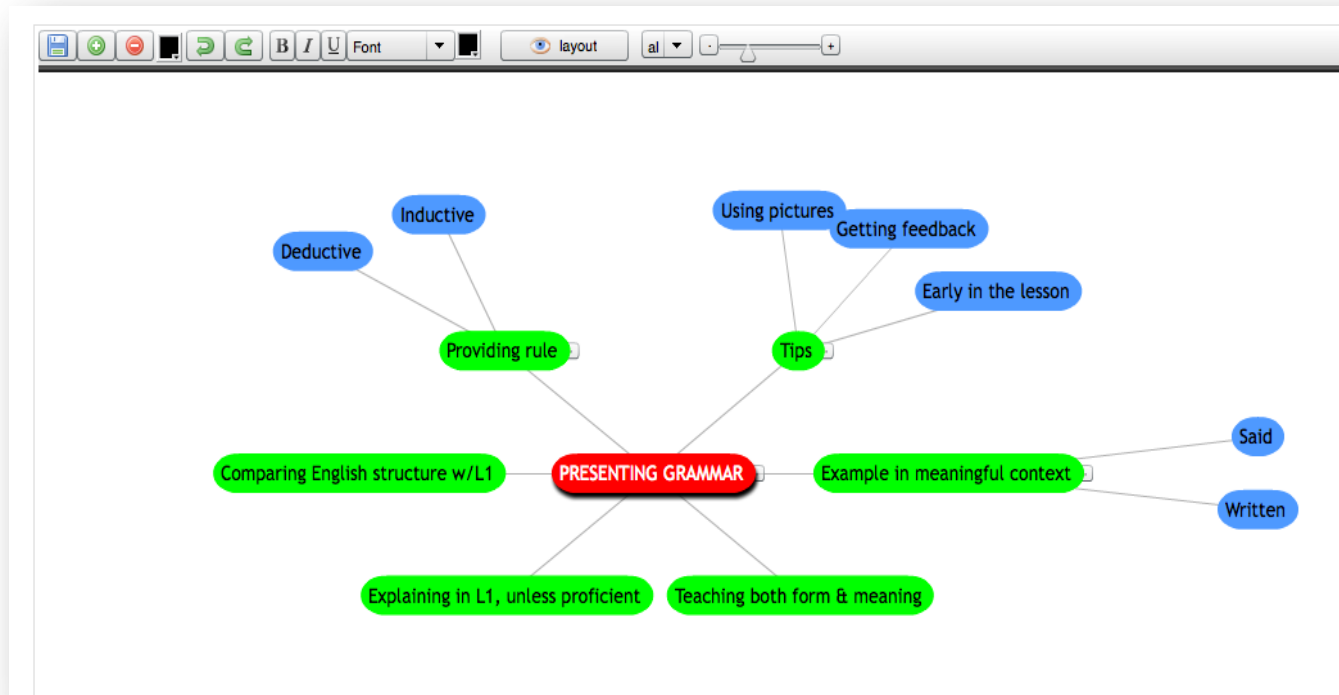 B I U Font layout al
Using pictures
Inductive
Getting feedback
Deductive
Early in the lesson
Providing rule
Tips
Said
Comparing English structure w/L1
PRESENTING GRAMMAR
Example in meaningful context
Written
Explaining in L1, unless proficient
Teaching both form & meaning